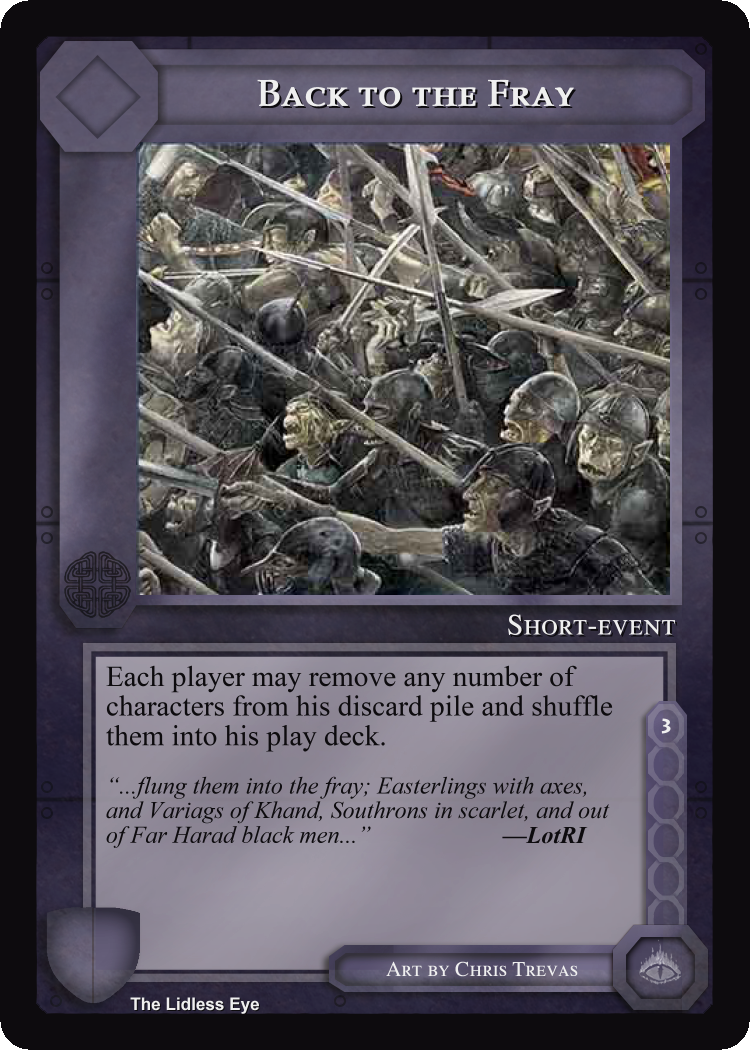 Back to the Fray
Short-event
Each player may remove any number of
characters from his discard pile and shuffle
them into his play deck.
3
“...flung them into the fray; Easterlings with axes,
and Variags of Khand, Southrons in scarlet, and out
of Far Harad black men...” —LotRI
Art by Chris Trevas
The Lidless Eye